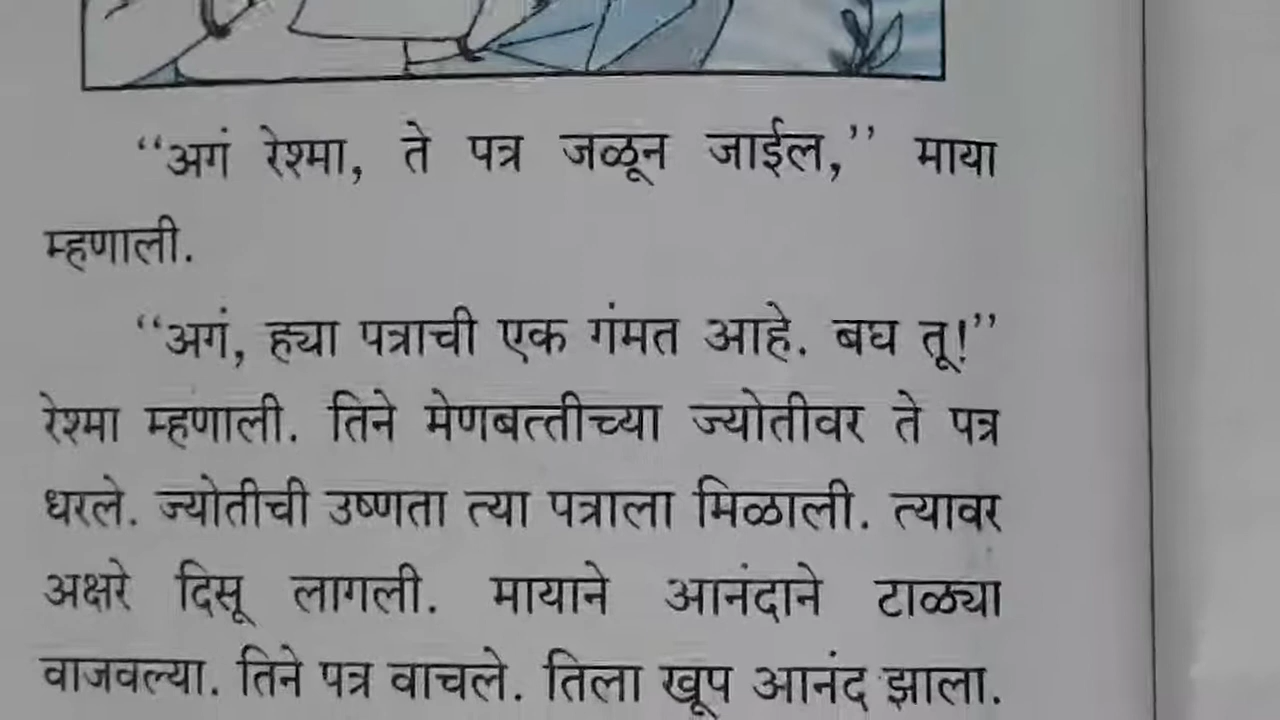 “अगं रेश्मा, ते पत्र जळून जाईल,” माया
म्हणाली.
“अगं, ह्या पत्राची एक गंमत आहे. बघ तू!”
रेश्मा म्हणाली. तिने मेणबत्तीच्या ज्योतीवर ते पत्र
धरले. ज्योतीची उष्णता त्या पत्राला मिळाली. त्यावर
अक्षरे दिसू लागली. मायाने आनंदाने टाळ्या
वाजवल्या. तिने पत्र वाचले. तिला खूप आनंद झाला.